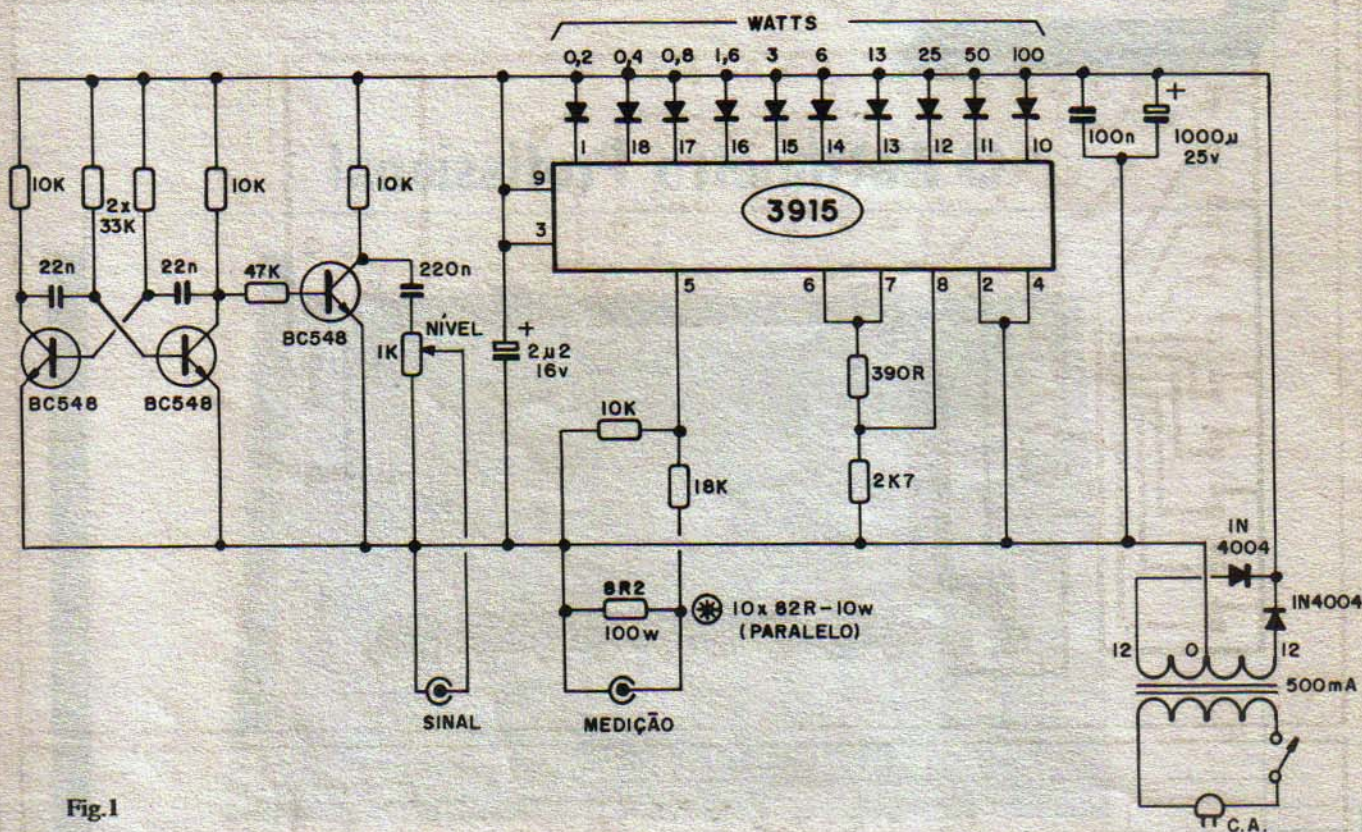 WATTS
0,2 0,4 0,8 1,6 3 6 13 25 50 100
1 18 17 16 15 14 13 12 11 10
100n
+
1000µ
25v
10K
2x
33K
10K
10K
9
3
3915
22n
22n
47K
220n
5
6
7
8
2
4
BC548
NÍVEL
1K
+
2µ2
16v
BC548
BC548
390R
10K
18K
2K7
1N
4004
8R2
100w
10x 82R-10w
(PARALELO)
1N4004
12
0
12
500mA
SINAL
MEDIÇÃO
Fig.1
C.A.